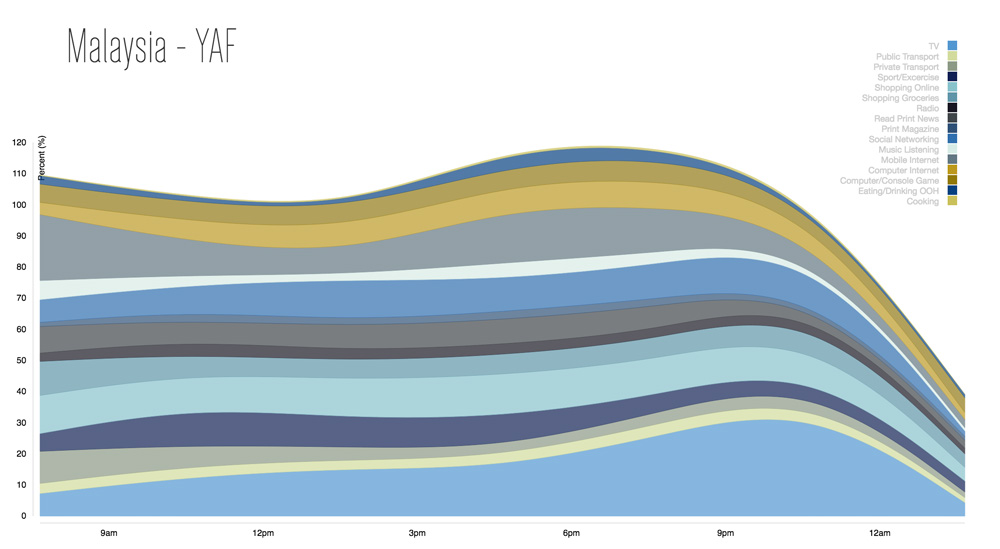 Malaysia - YAF
TV
Public Transport
Private Transport
Sport/Excercise
Shopping Online
Shopping Groceries
Radio
Read Print News
Print Magazine
Social Networking
Music Listening
Mobile Internet
Computer Internet
Computer/Console Game
Eating/Drinking OOH
Cooking
Percent (%)
120
110
100
90
80
70
60
50
40
30
20
10
0
9am 12pm 3pm 6pm 9pm 12am